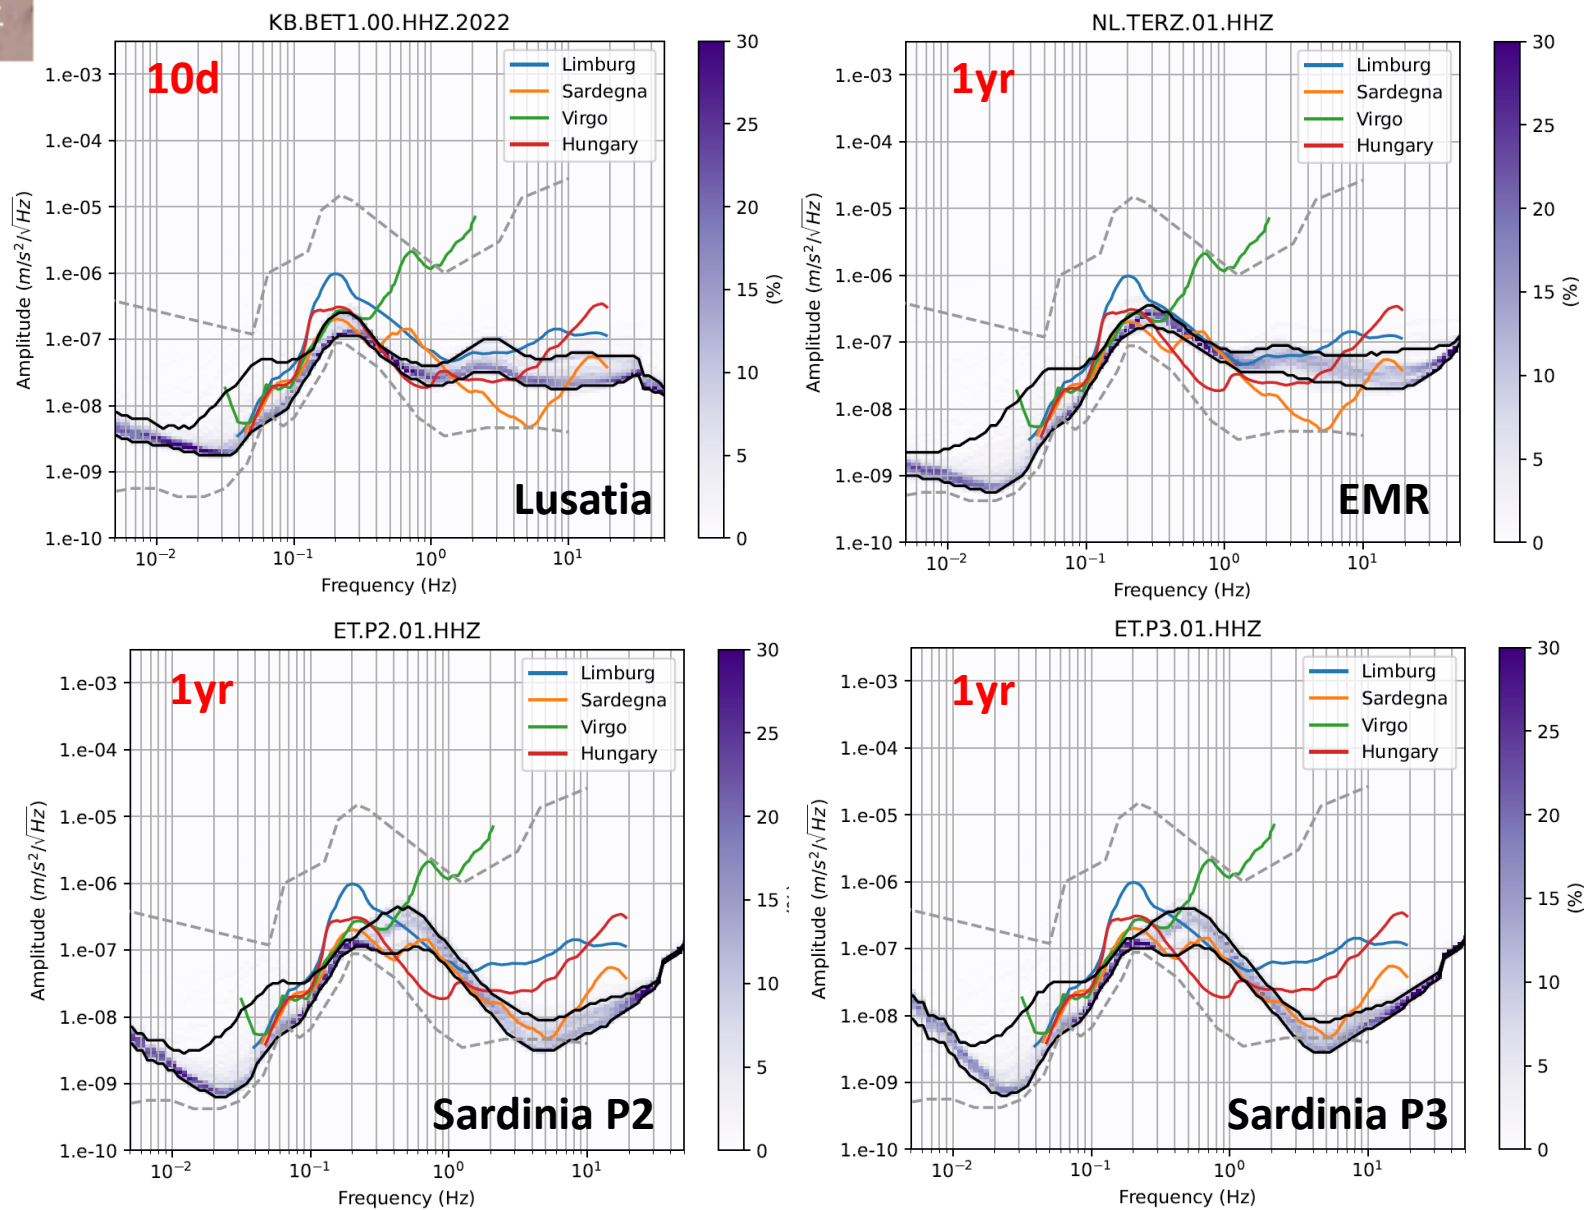 KB.BET1.00.HHZ.2022
10d
Limburg
Sardegna
Virgo
Hungary
1.e-03
1.e-04
1.e-05
1.e-06
1.e-07
1.e-08
1.e-09
1.e-10
Amplitude (m/s²/√Hz)
10⁻²
10⁻¹
10⁰
10¹
Frequency (Hz)
Lusatia
30
25
20
15
10
5
0
(%)
NL.TERZ.01.HHZ
1yr
Limburg
Sardegna
Virgo
Hungary
1.e-03
1.e-04
1.e-05
1.e-06
1.e-07
1.e-08
1.e-09
1.e-10
Amplitude (m/s²/√Hz)
10⁻²
10⁻¹
10⁰
10¹
Frequency (Hz)
EMR
30
25
20
15
10
5
0
(%)
ET.P2.01.HHZ
1yr
Limburg
Sardegna
Virgo
Hungary
1.e-03
1.e-04
1.e-05
1.e-06
1.e-07
1.e-08
1.e-09
1.e-10
Amplitude (m/s²/√Hz)
10⁻²
10⁻¹
10⁰
10¹
Frequency (Hz)
Sardinia P2
30
25
20
15
10
5
0
ET.P3.01.HHZ
1yr
Limburg
Sardegna
Virgo
Hungary
1.e-03
1.e-04
1.e-05
1.e-06
1.e-07
1.e-08
1.e-09
1.e-10
Amplitude (m/s²/√Hz)
10⁻²
10⁻¹
10⁰
10¹
Frequency (Hz)
Sardinia P3
30
25
20
15
10
5
0
(%)